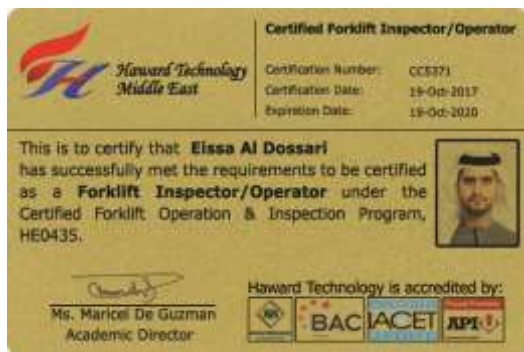 Haward Technology
Middle East
Certified Forklift Inspector/Operator
Certification Number: CC5371
Certification Date: 19-Oct-2017
Expiration Date: 19-Oct-2020
This is to certify that Eissa Al Dossari
has successfully met the requirements to be certified
as a Forklift Inspector/Operator under the
Certified Forklift Operation & Inspection Program,
HE0435.
Ms. Maricel De Guzman
Academic Director
Haward Technology is accredited by:
BAC
IACET
API-U